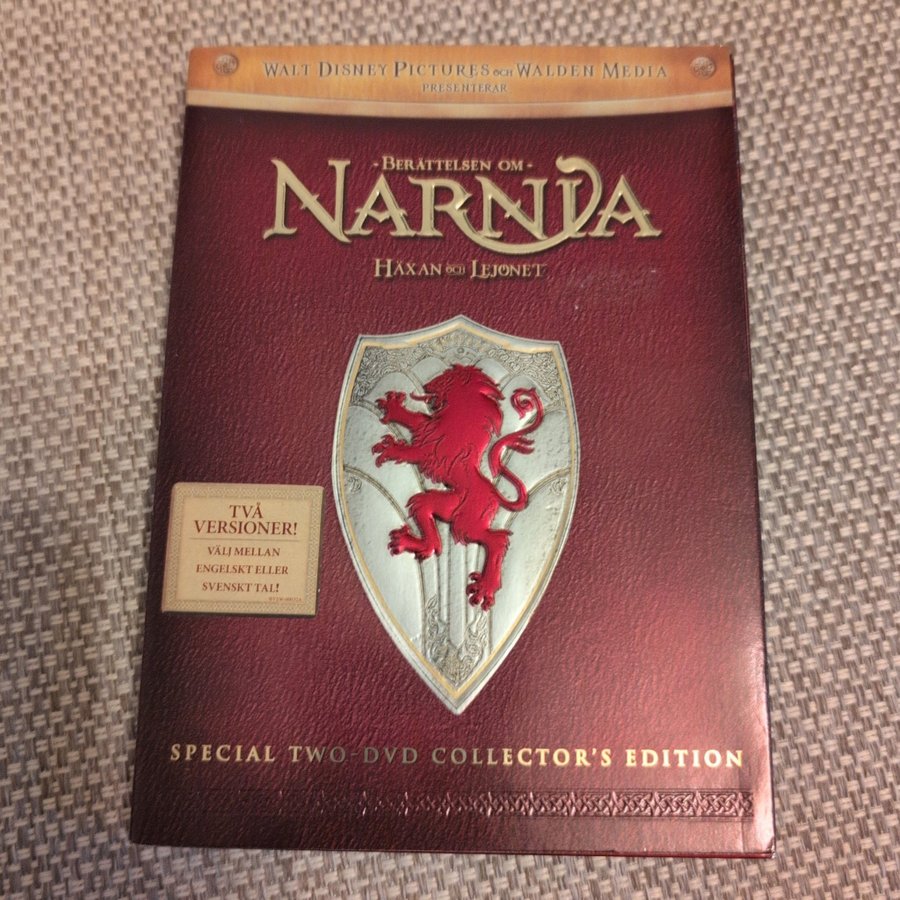 WALT DISNEY PICTURES OCH WALDEN MEDIA
PRESENTERAR
- BERÄTTELSEN OM -
NARNIA
HÄXAN OCH LEJONET
TVÅ
VERSIONER!
VÄLJ MELLAN
ENGELSKT ELLER
SVENSKT TAL!
SPECIAL TWO-DVD COLLECTOR'S EDITION